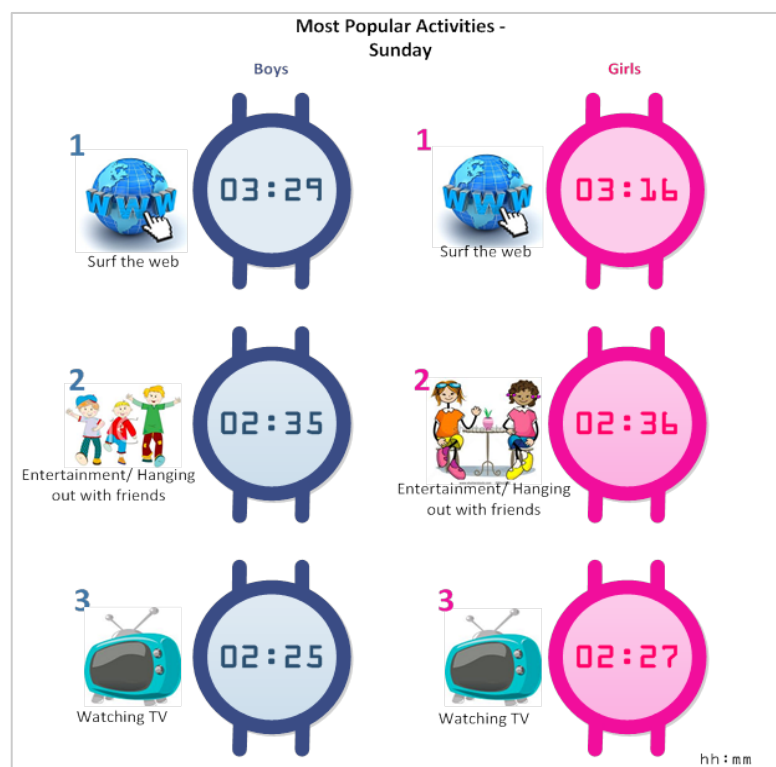 Most Popular Activities -
Sunday
Boys
Girls
1
WWW
03:29
Surf the web
1
WWW
03:16
Surf the web
2
02:35
Entertainment/ Hanging
out with friends
2
02:36
Entertainment/ Hanging
out with friends
3
02:25
Watching TV
3
02:27
Watching TV
hh:mm